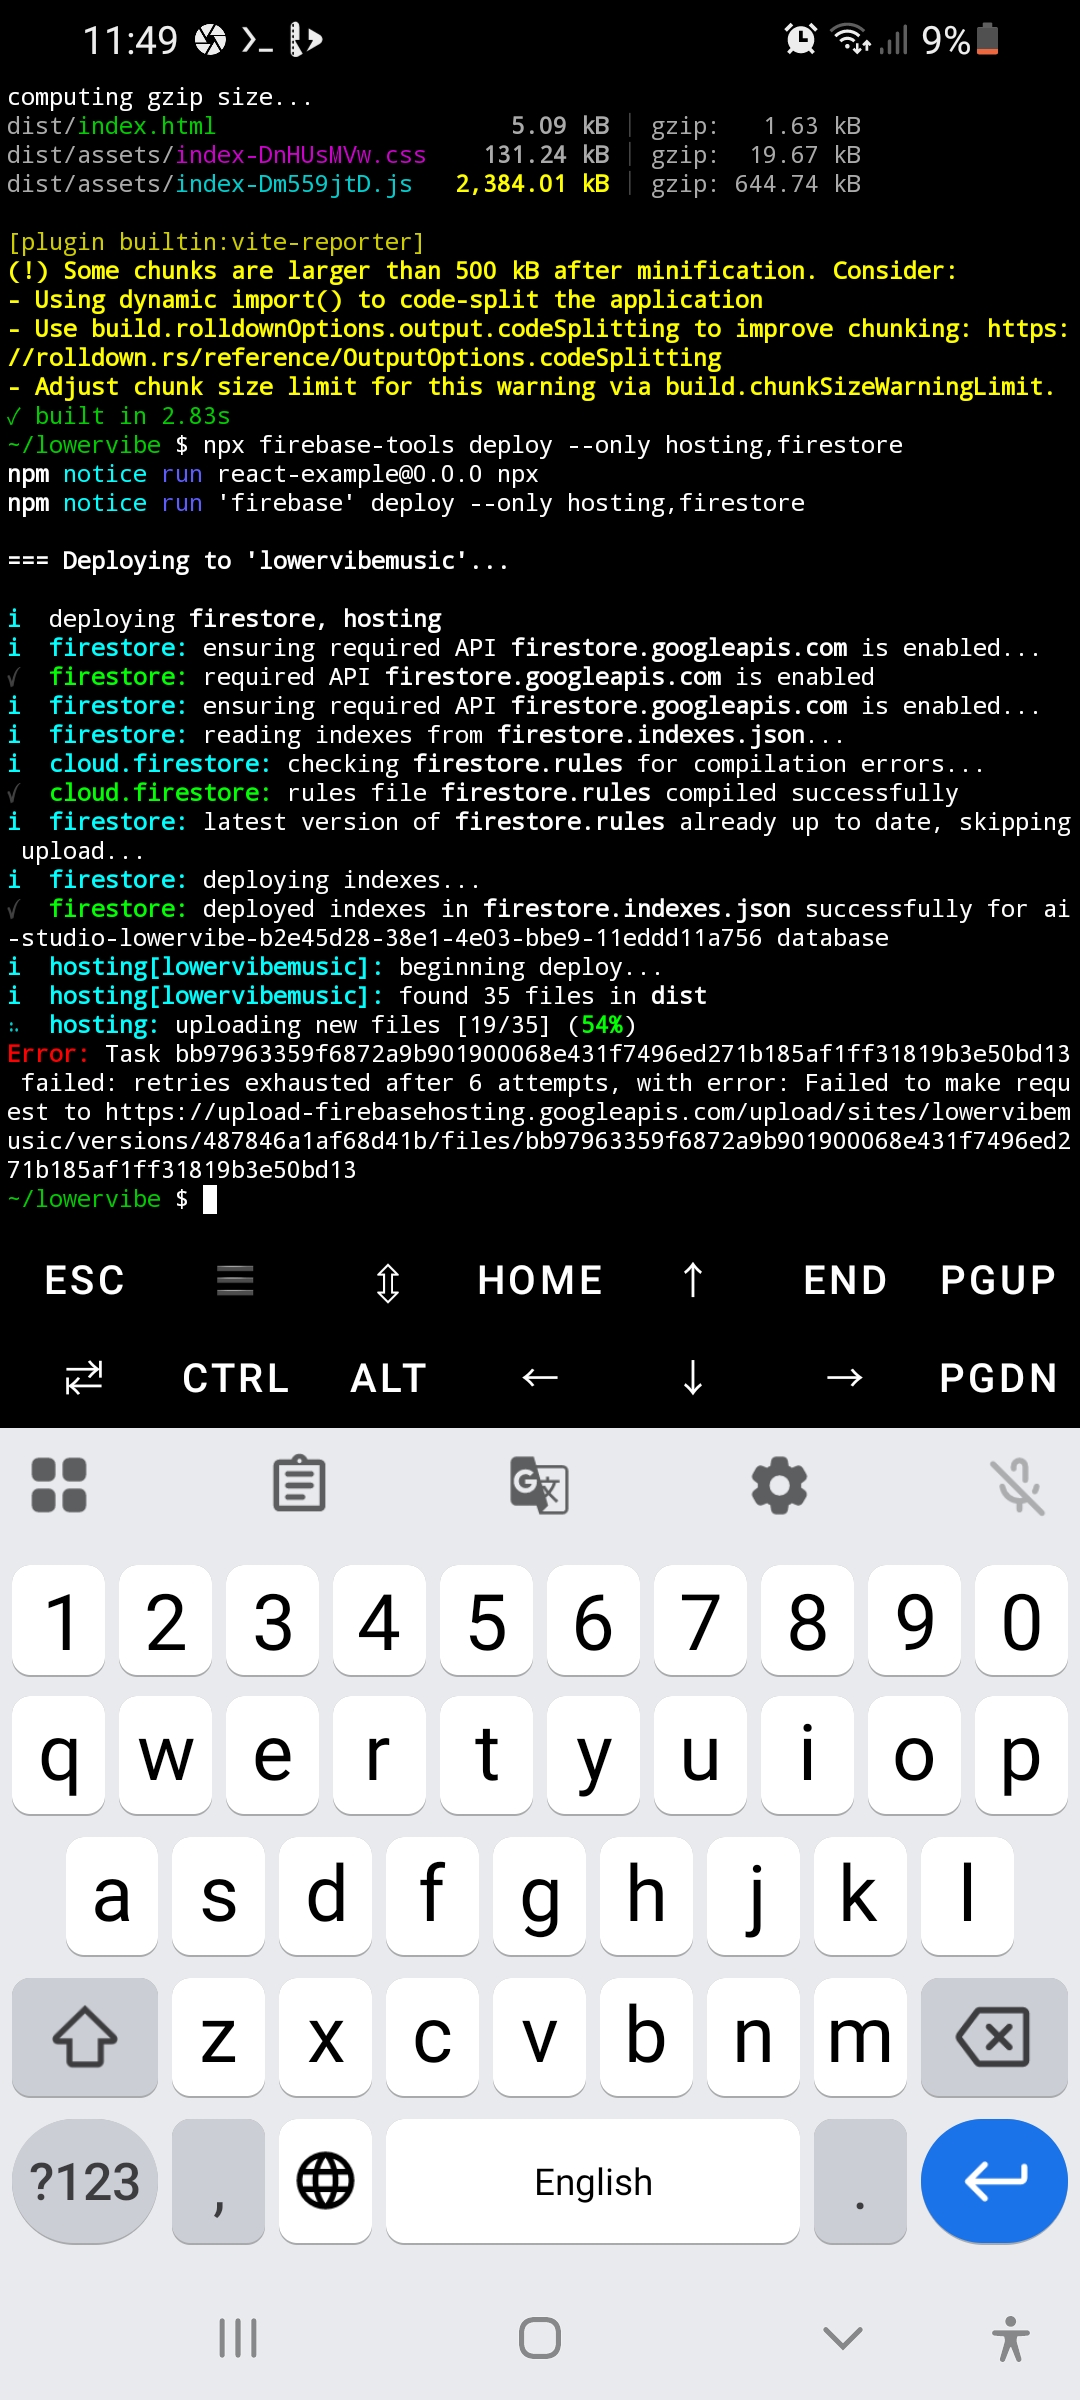 11:49 9%
computing gzip size...
dist/index.html 5.09 kB │ gzip: 1.63 kB
dist/assets/index-DnHUsMVw.css 131.24 kB │ gzip: 19.67 kB
dist/assets/index-Dm559jtD.js 2,384.01 kB │ gzip: 644.74 kB
[plugin builtin:vite-reporter]
(!) Some chunks are larger than 500 kB after minification. Consider:
- Using dynamic import() to code-split the application
- Use build.rolldownOptions.output.codeSplitting to improve chunking: https:
//rolldown.rs/reference/OutputOptions.codeSplitting
- Adjust chunk size limit for this warning via build.chunkSizeWarningLimit.
✓ built in 2.83s
~/lowervibe $ npx firebase-tools deploy --only hosting,firestore
npm notice run react-example@0.0.0 npx
npm notice run 'firebase' deploy --only hosting,firestore
=== Deploying to 'lowervibemusic'...
i deploying firestore, hosting
i firestore: ensuring required API firestore.googleapis.com is enabled...
√ firestore: required API firestore.googleapis.com is enabled
i firestore: ensuring required API firestore.googleapis.com is enabled...
i firestore: reading indexes from firestore.indexes.json...
i cloud.firestore: checking firestore.rules for compilation errors...
√ cloud.firestore: rules file firestore.rules compiled successfully
i firestore: latest version of firestore.rules already up to date, skipping
upload...
i firestore: deploying indexes...
√ firestore: deployed indexes in firestore.indexes.json successfully for ai
-studio-lowervibe-b2e45d28-38e1-4e03-bbe9-11eddd11a756 database
i hosting[lowervibemusic]: beginning deploy...
i hosting[lowervibemusic]: found 35 files in dist
hosting: uploading new files [19/35] (54%)
Error: Task bb97963359f6872a9b901900068e431f7496ed271b185af1ff31819b3e50bd13
failed: retries exhausted after 6 attempts, with error: Failed to make requ
est to https://upload-firebasehosting.googleapis.com/upload/sites/lowervibem
usic/versions/487846a1af68d41b/files/bb97963359f6872a9b901900068e431f7496ed2
71b185af1ff31819b3e50bd13
~/lowervibe $
ESC HOME ↑ END PGUP
CTRL ALT ← ↓ → PGDN
1 2 3 4 5 6 7 8 9 0
q w e r t y u i o p
a s d f g h j k l
z x c v b n m
?123 , English .